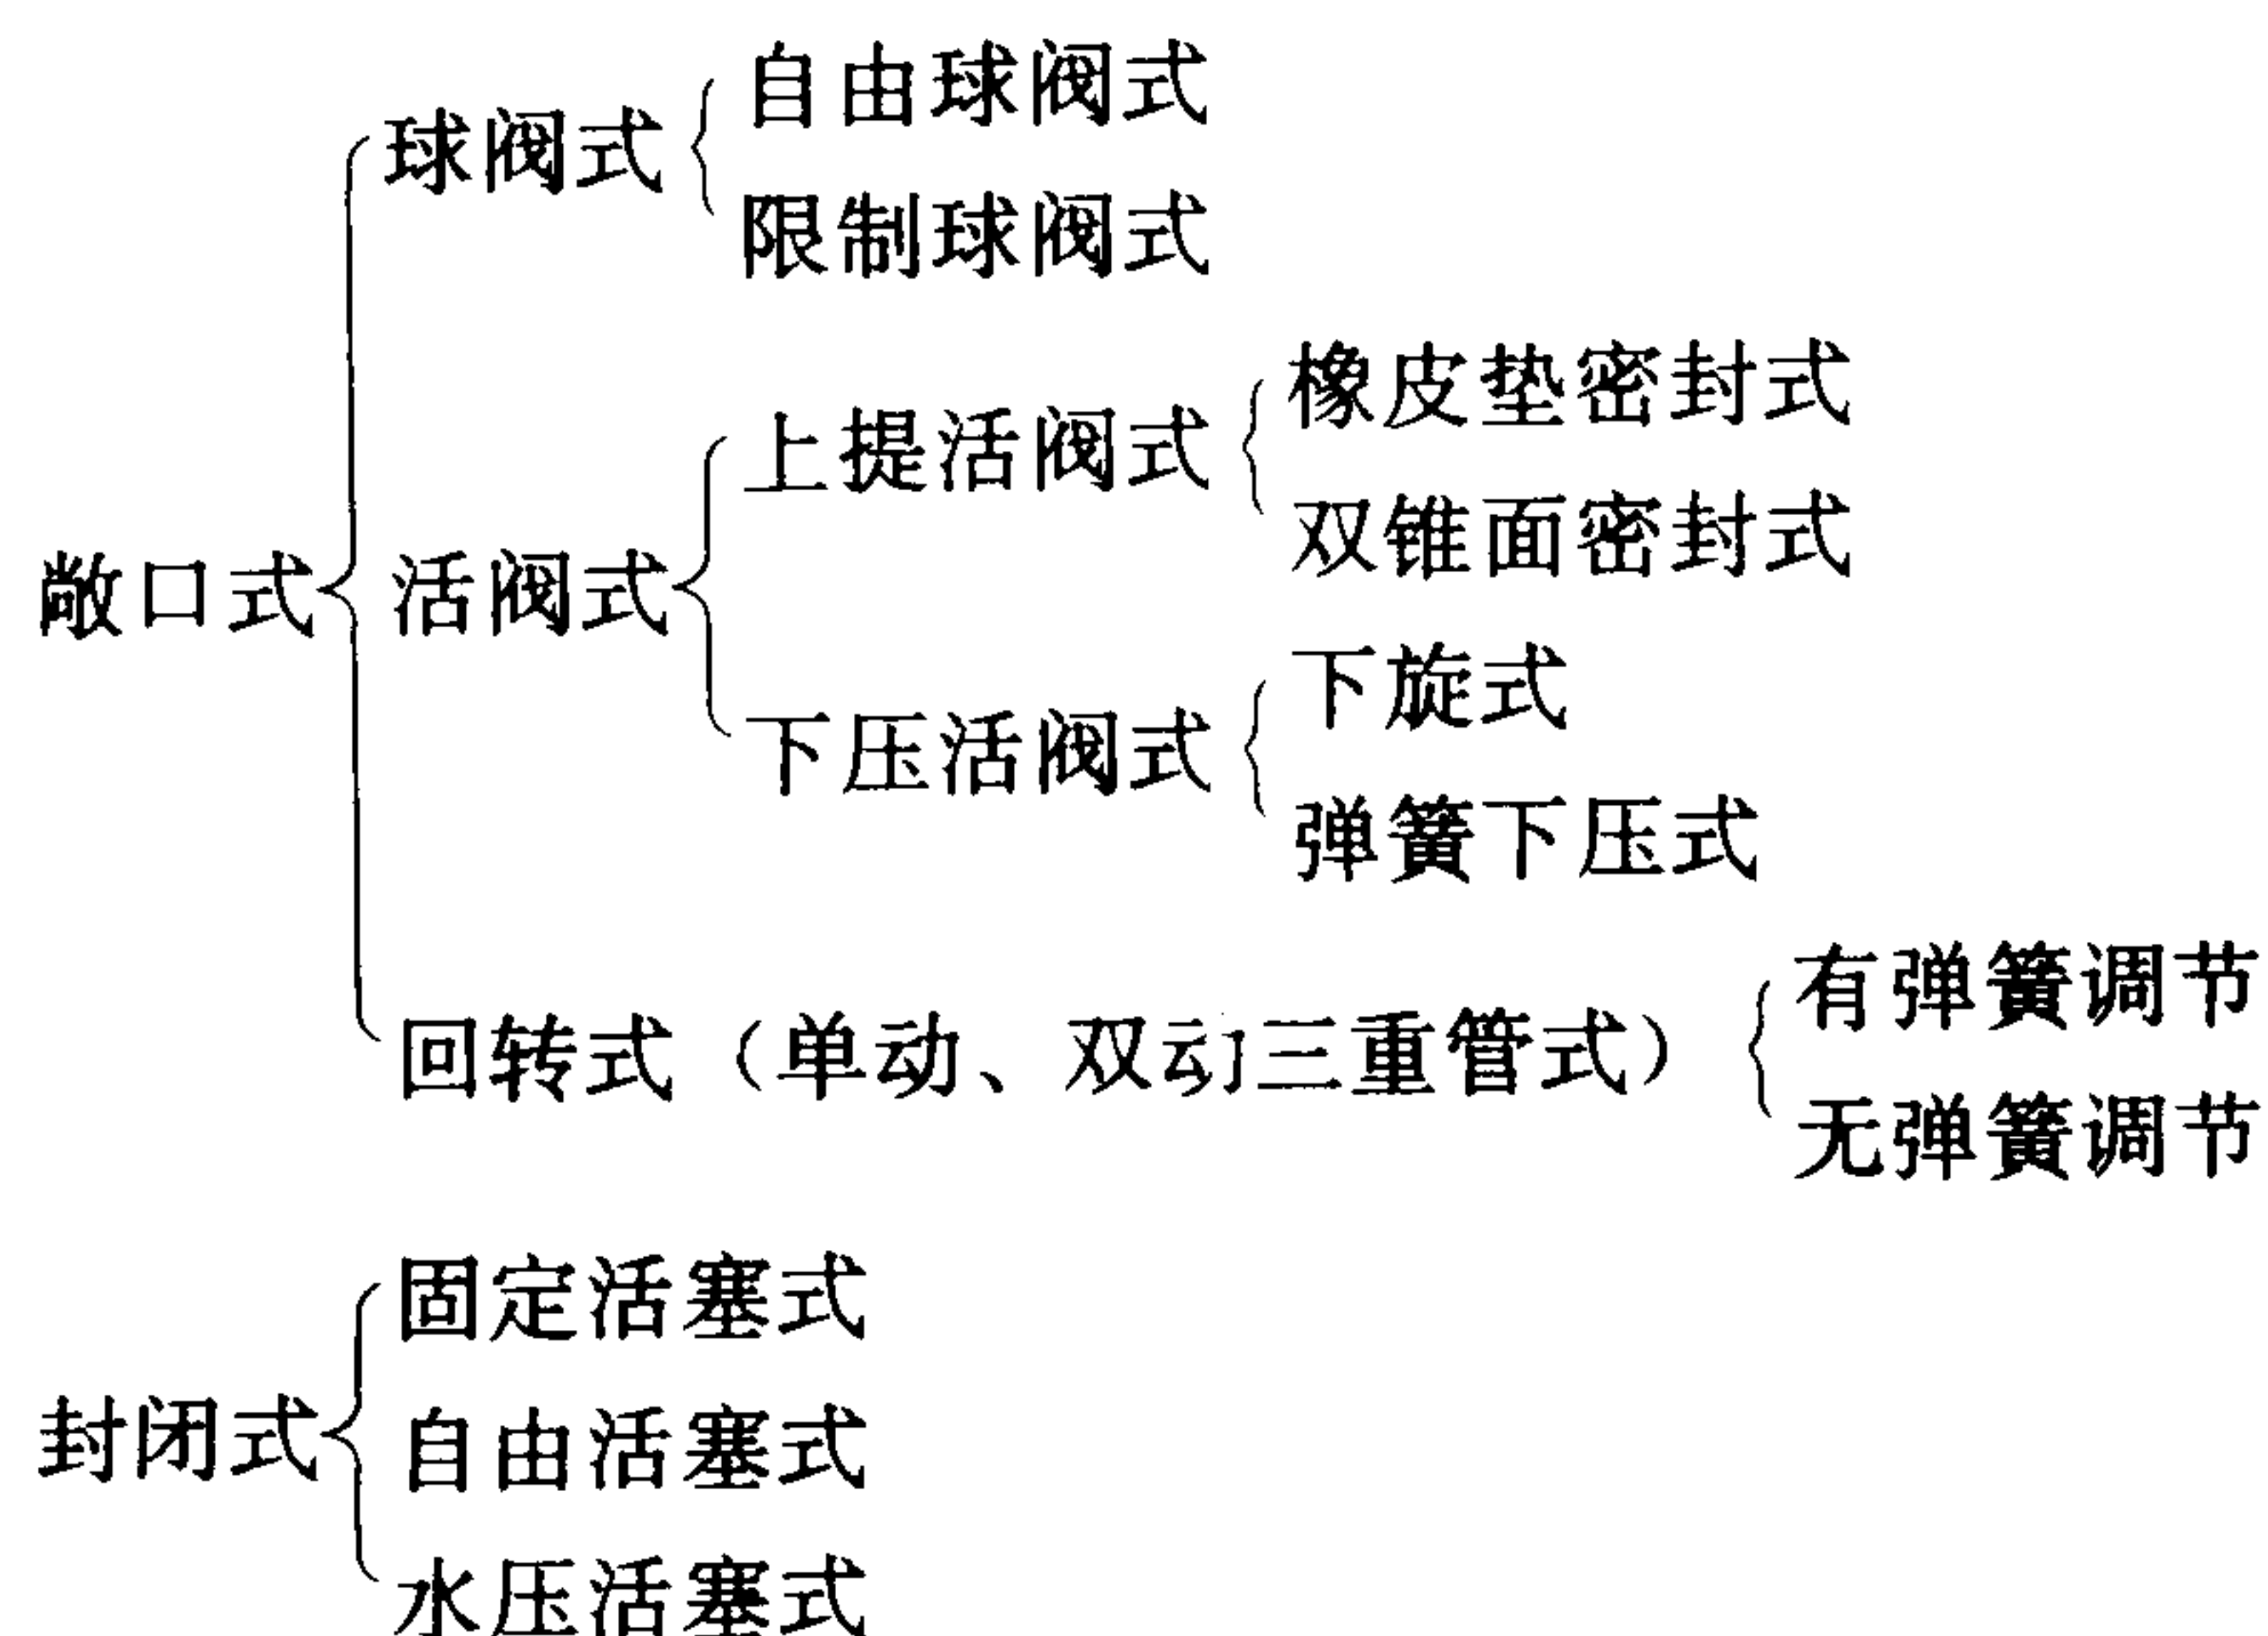 自由球阀式
球阀式
限制球阀式
橡皮垫密封式
上提活阀式
双锥面密封式
敞口式 活阀式
下旋式
下压活阀式
弹簧下压式
有弹簧调节
回转式（单动、双动三重管式）
无弹簧调节
固定活塞式
封闭式 自由活塞式
水压活塞式